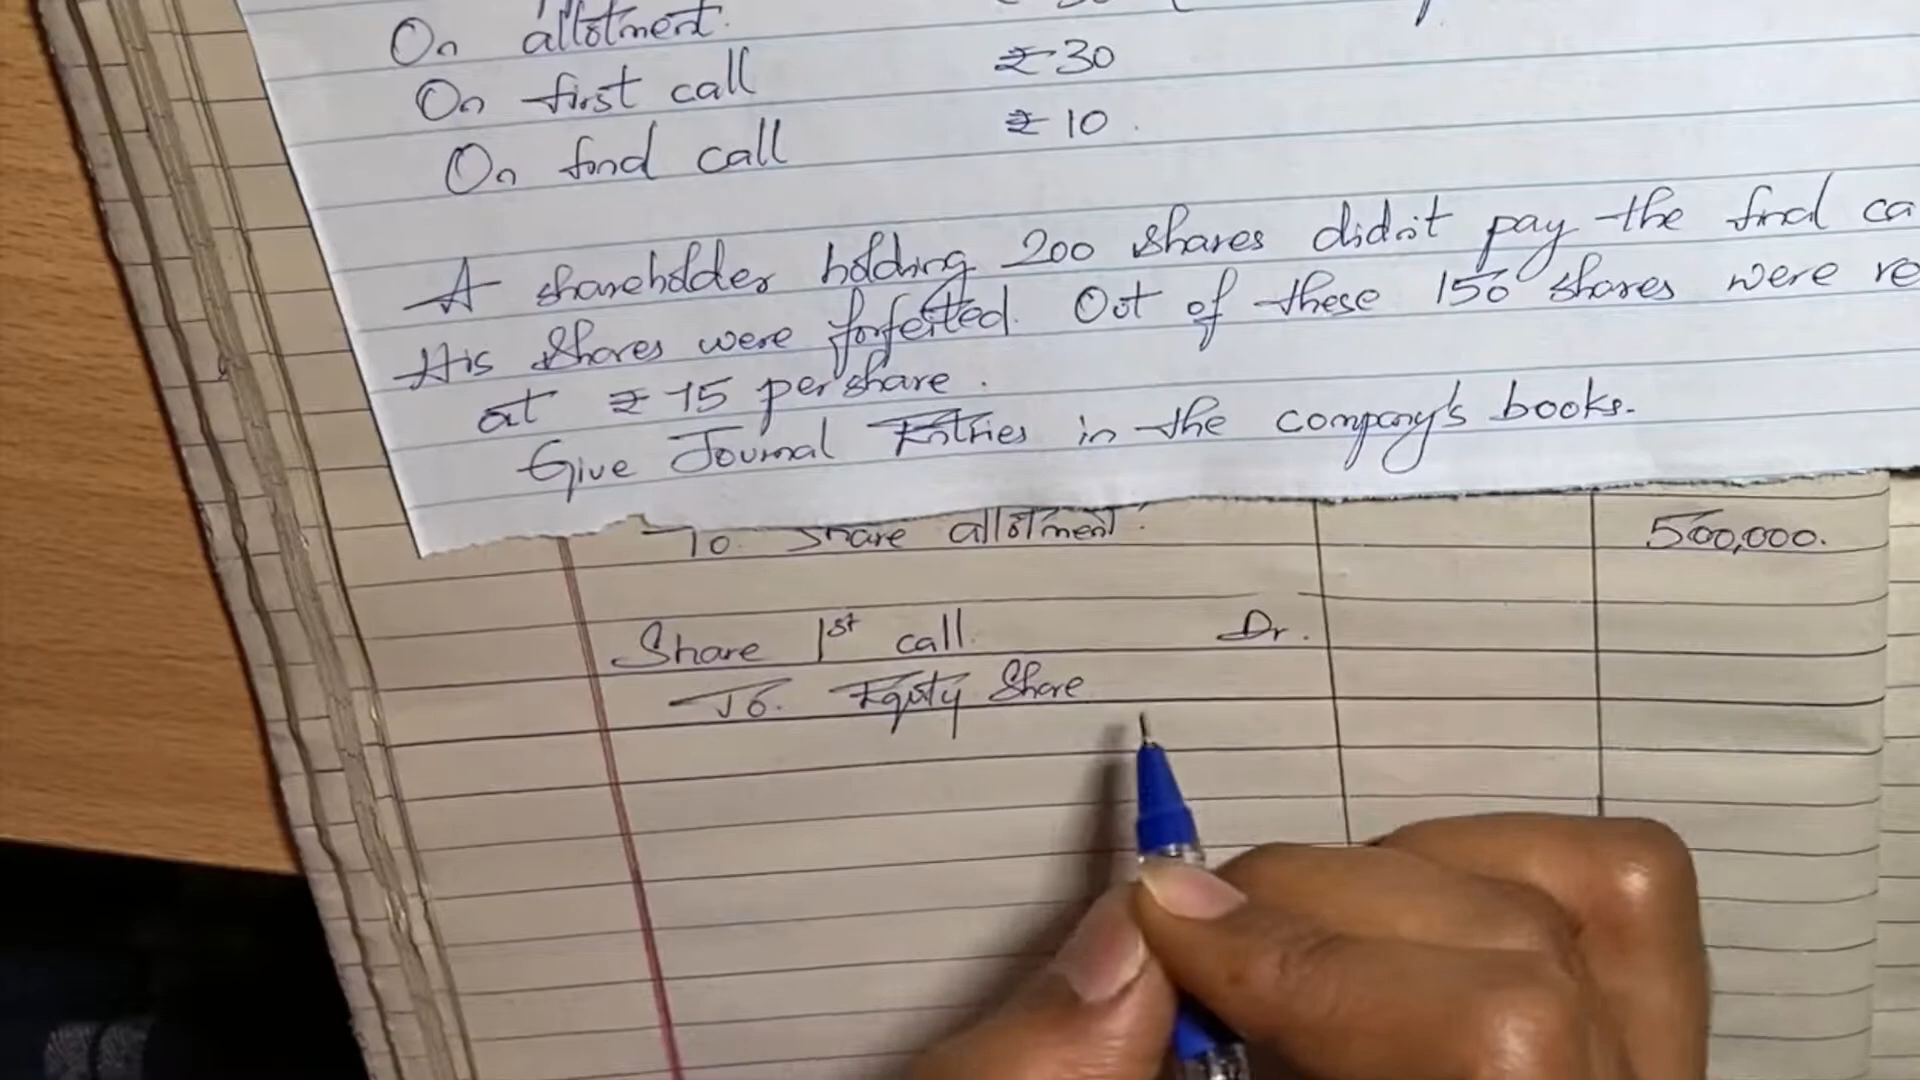 On allotment.
On first call ₹30
On final call ₹10.
A shareholder holding 200 shares didn't pay the final ca
His shares were forfeited. Out of these 150 shares were re
at ₹ 75 per share.
Give Journal Entries in the company's books.
To share allotment. 500,000.
Share 1st call. Dr.
To. Equity Share